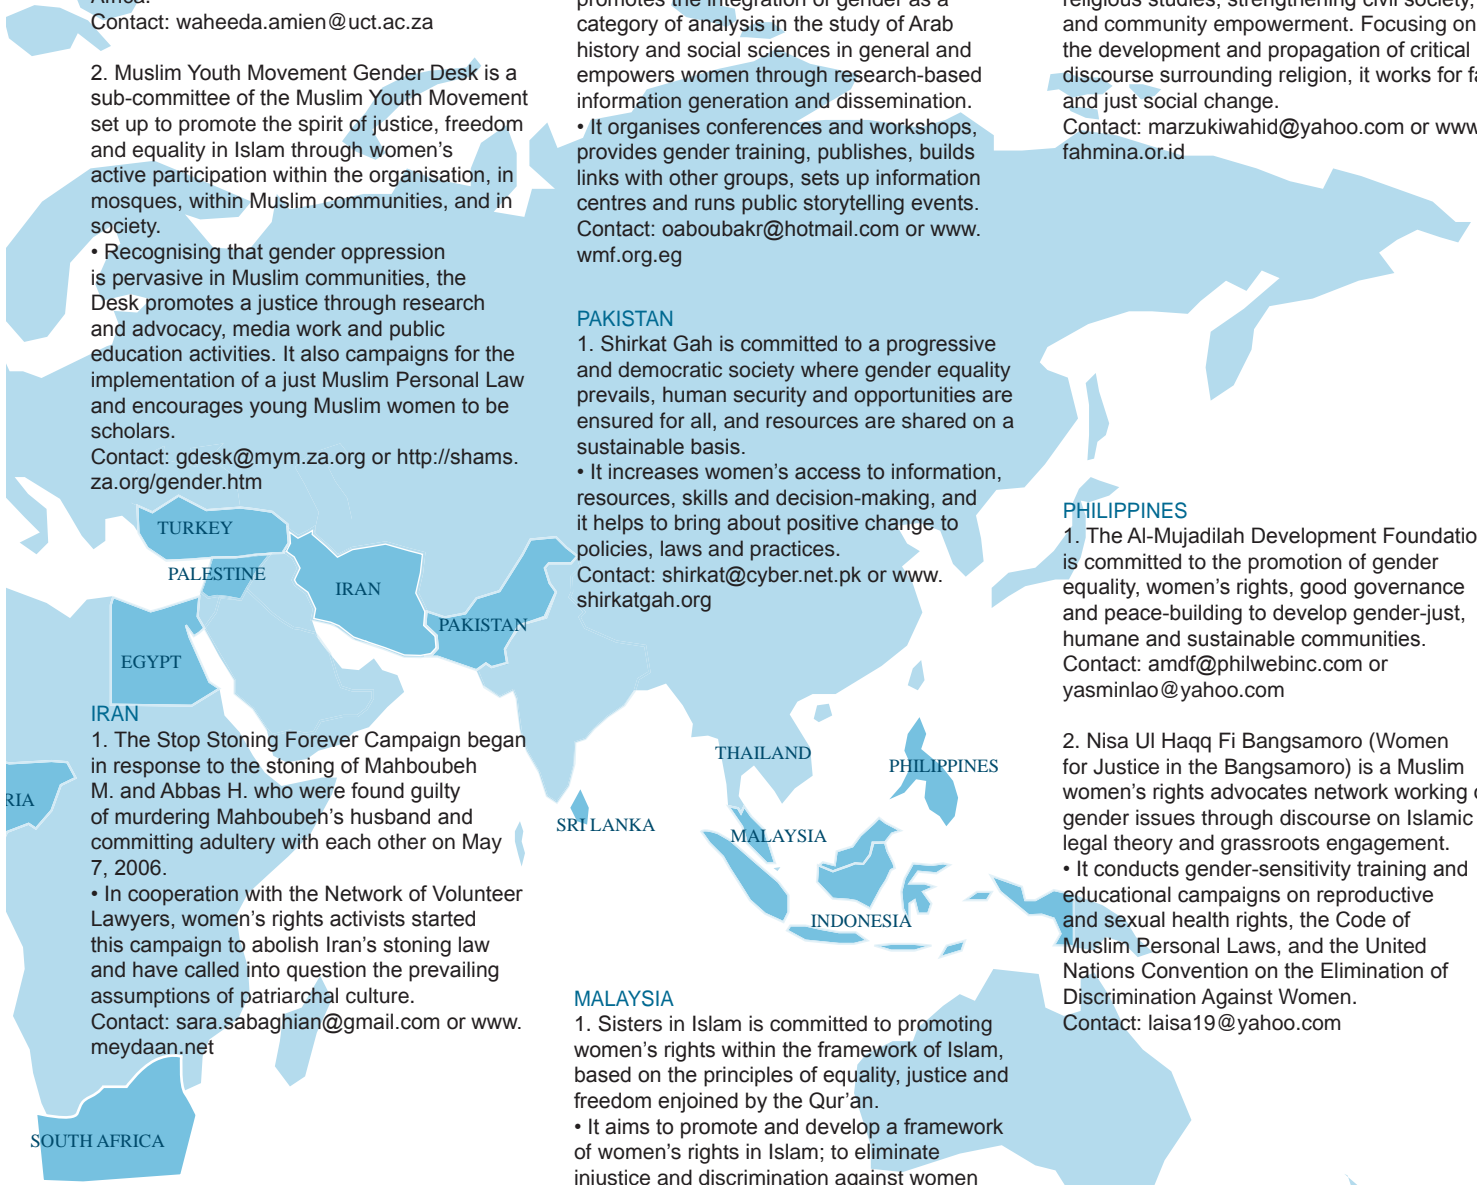 Africa.
Contact: waheeda.amien@uct.ac.za
2. Muslim Youth Movement Gender Desk is a
sub-committee of the Muslim Youth Movement
set up to promote the spirit of justice, freedom
and equality in Islam through women’s
active participation within the organisation, in
mosques, within Muslim communities, and in
society.
• Recognising that gender oppression
is pervasive in Muslim communities, the
Desk promotes a justice through research
and advocacy, media work and public
education activities. It also campaigns for the
implementation of a just Muslim Personal Law
and encourages young Muslim women to be
scholars.
Contact: gdesk@mym.za.org or http://shams.
za.org/gender.htm
TURKEY
PALESTINE
IRAN
PAKISTAN
EGYPT
IRAN
1. The Stop Stoning Forever Campaign began
in response to the stoning of Mahboubeh
M. and Abbas H. who were found guilty
of murdering Mahboubeh’s husband and
committing adultery with each other on May
7, 2006.
• In cooperation with the Network of Volunteer
Lawyers, women’s rights activists started
this campaign to abolish Iran’s stoning law
and have called into question the prevailing
assumptions of patriarchal culture.
Contact: sara.sabaghian@gmail.com or www.
meydaan.net
RIA
SOUTH AFRICA
promotes the integration of gender as a
category of analysis in the study of Arab
history and social sciences in general and
empowers women through research-based
information generation and dissemination.
• It organises conferences and workshops,
provides gender training, publishes, builds
links with other groups, sets up information
centres and runs public storytelling events.
Contact: oaboubakr@hotmail.com or www.
wmf.org.eg
PAKISTAN
1. Shirkat Gah is committed to a progressive
and democratic society where gender equality
prevails, human security and opportunities are
ensured for all, and resources are shared on a
sustainable basis.
• It increases women’s access to information,
resources, skills and decision-making, and
it helps to bring about positive change to
policies, laws and practices.
Contact: shirkat@cyber.net.pk or www.
shirkatgah.org
THAILAND
PHILIPPINES
SRI LANKA
MALAYSIA
INDONESIA
MALAYSIA
1. Sisters in Islam is committed to promoting
women’s rights within the framework of Islam,
based on the principles of equality, justice and
freedom enjoined by the Qur’an.
• It aims to promote and develop a framework
of women’s rights in Islam; to eliminate
injustice and discrimination against women
religious studies, strengthening civil society,
and community empowerment. Focusing on
the development and propagation of critical
discourse surrounding religion, it works for fa
and just social change.
Contact: marzukiwahid@yahoo.com or www
fahmina.or.id
PHILIPPINES
1. The Al-Mujadilah Development Foundatio
is committed to the promotion of gender
equality, women’s rights, good governance
and peace-building to develop gender-just,
humane and sustainable communities.
Contact: amdf@philwebinc.com or
yasminlao@yahoo.com
2. Nisa Ul Haqq Fi Bangsamoro (Women
for Justice in the Bangsamoro) is a Muslim
women’s rights advocates network working
gender issues through discourse on Islamic
legal theory and grassroots engagement.
• It conducts gender-sensitivity training and
educational campaigns on reproductive
and sexual health rights, the Code of
Muslim Personal Laws, and the United
Nations Convention on the Elimination of
Discrimination Against Women.
Contact: laisa19@yahoo.com